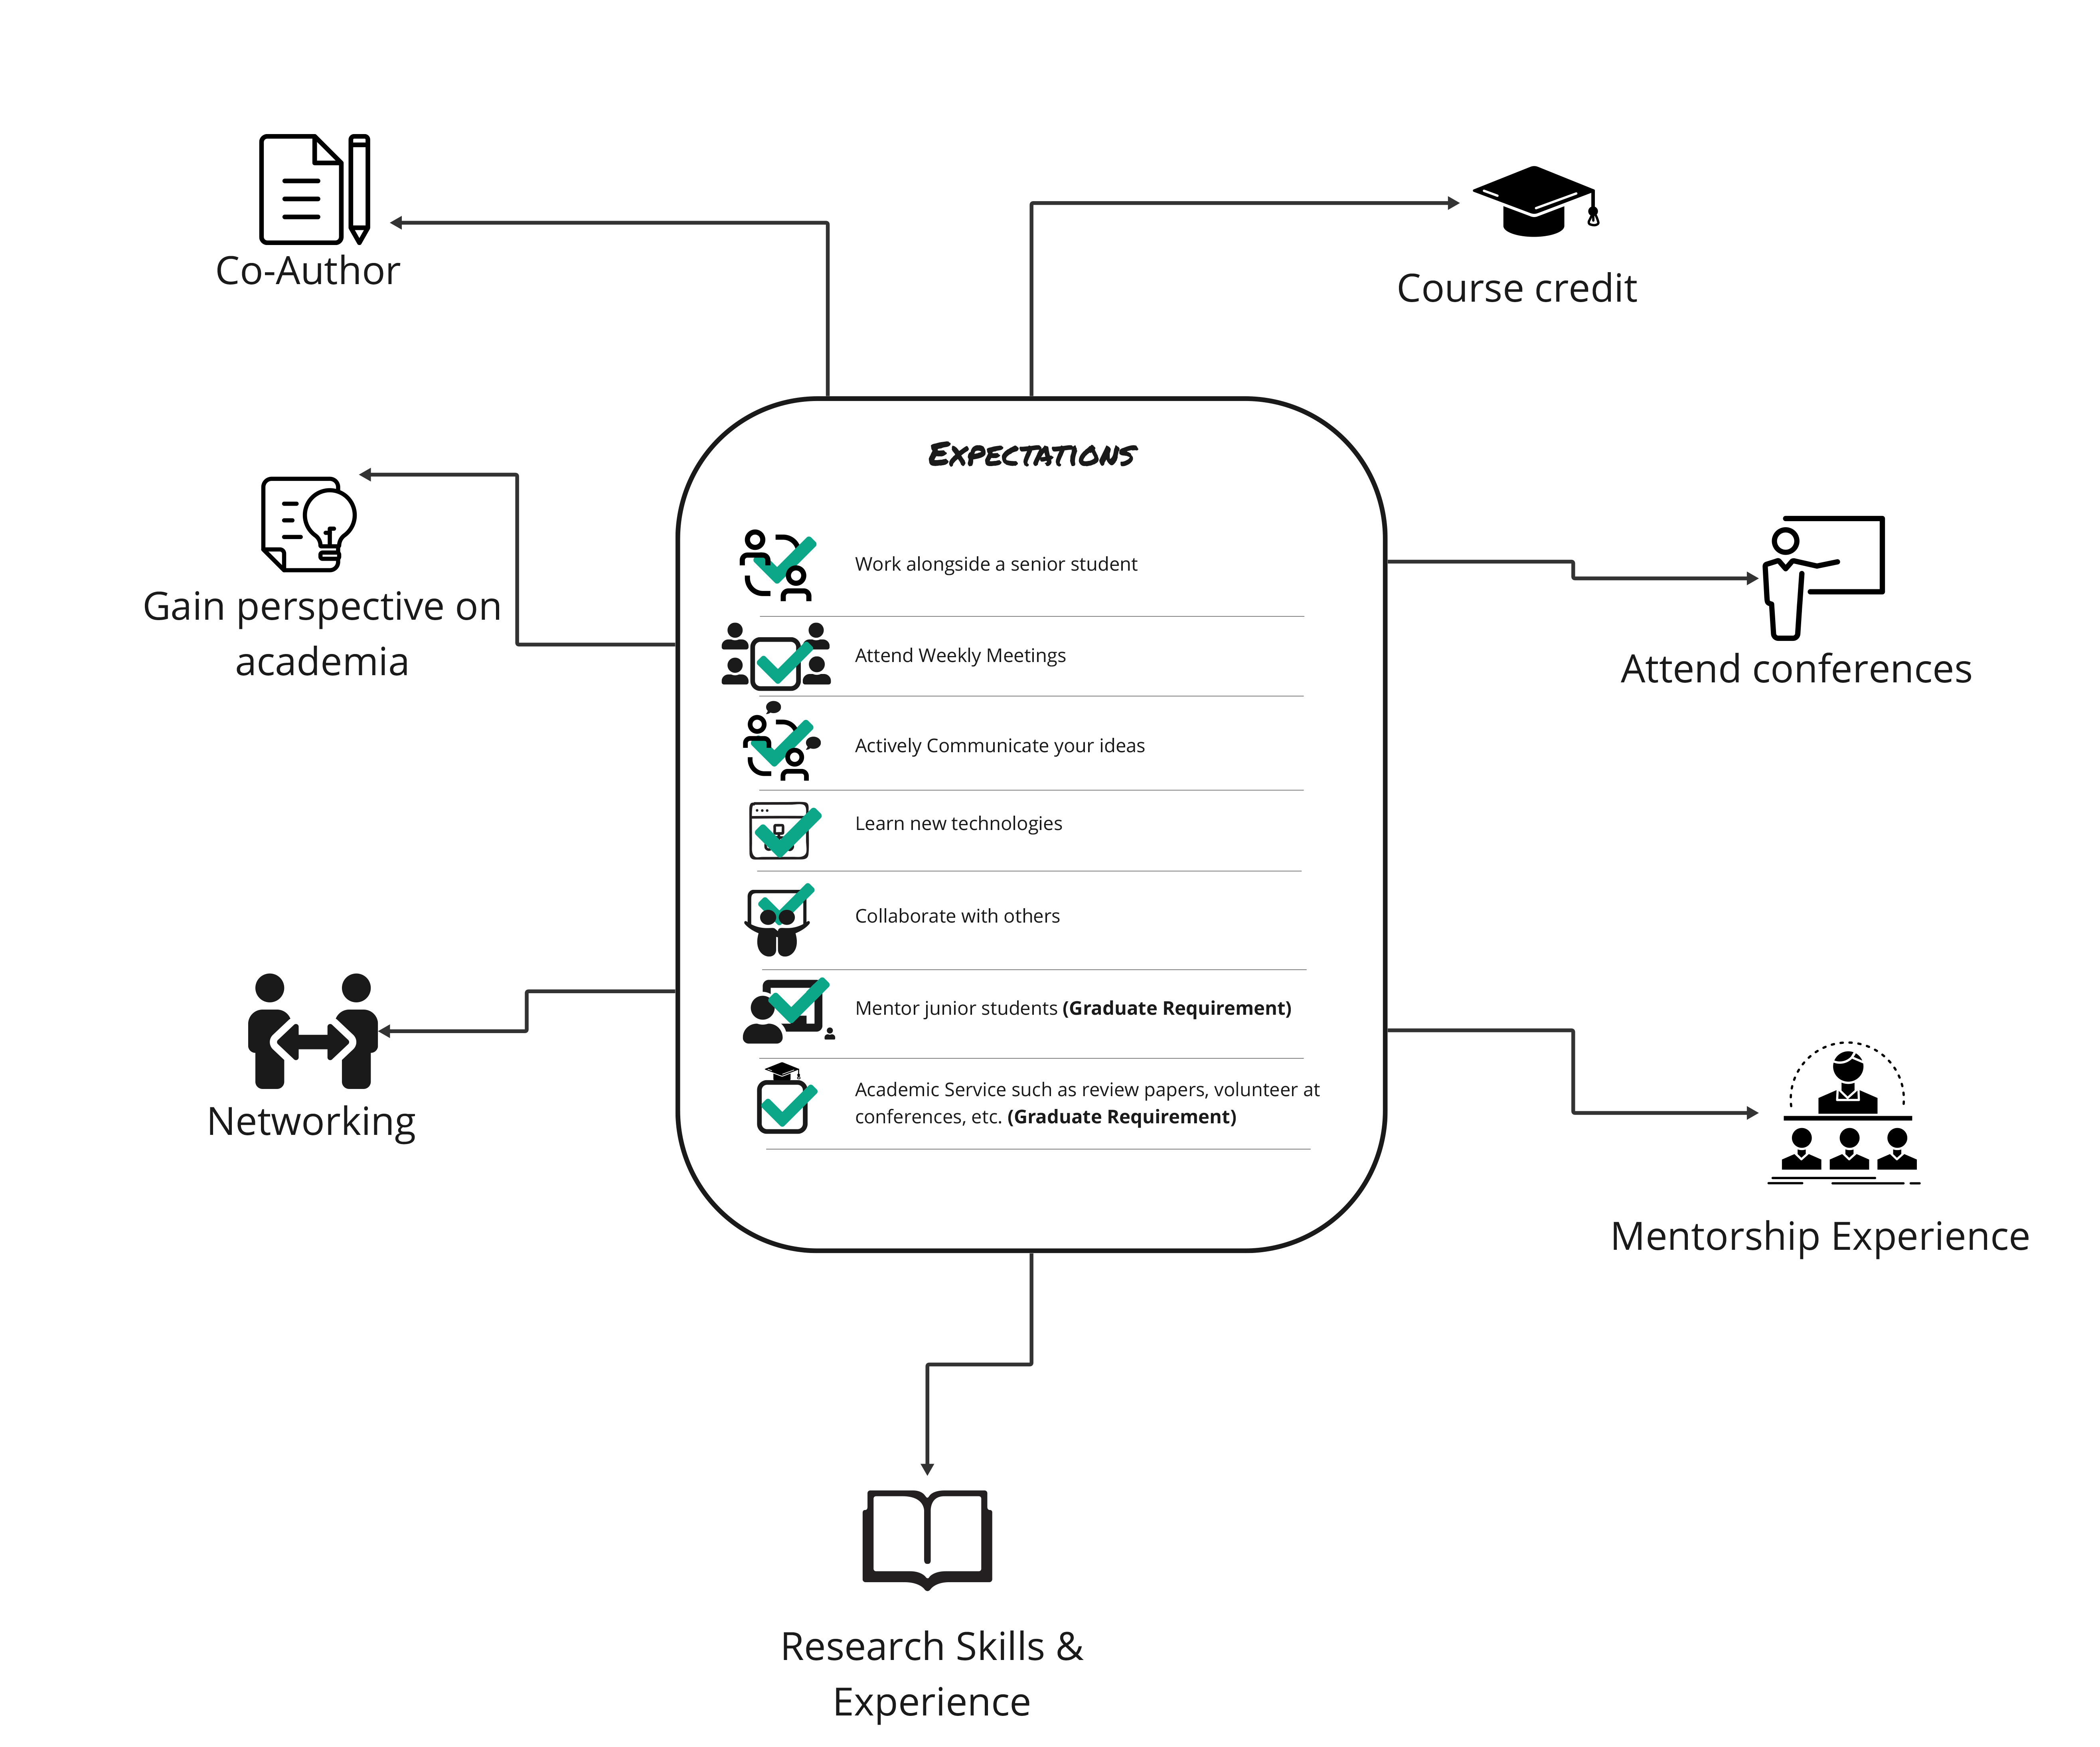 Co-Author
Course credit
Expectations
Gain perspective on
academia
Work alongside a senior student
Attend Weekly Meetings
Actively Communicate your ideas
Learn new technologies
Collaborate with others
Mentor junior students (Graduate Requirement)
Academic Service such as review papers, volunteer at
conferences, etc. (Graduate Requirement)
Attend conferences
Networking
Mentorship Experience
Research Skills &
Experience